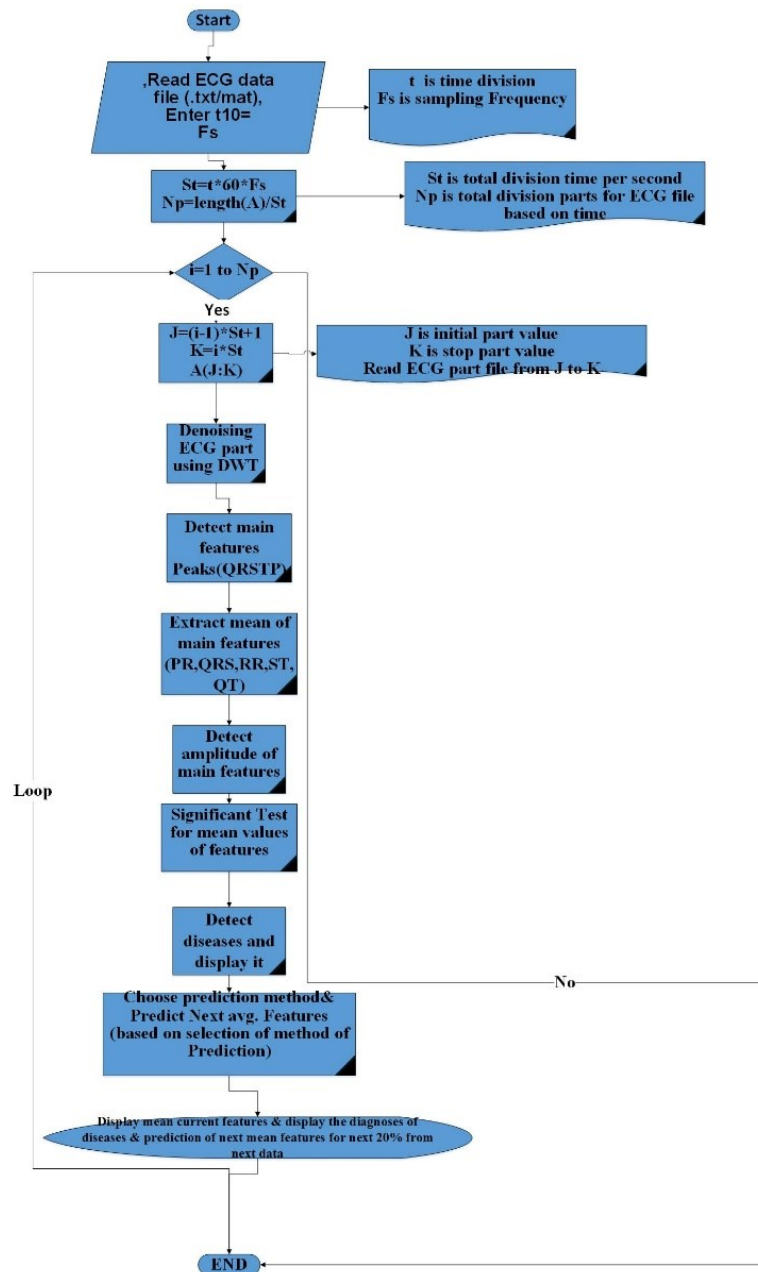 Start
,Read ECG data
file (.txt/mat),
Enter t10=
Fs
t is time division
Fs is sampling Frequency
St=t*60*Fs
Np=length(A)/St
St is total division time per second
Np is total division parts for ECG file
based on time
i=1 to Np
Yes
J=(i-1)*St+1
K=i*St
A(J:K)
J is initial part value
K is stop part value
Read ECG part file from J to K
Denoising
ECG part
using DWT
Detect main
features
Peaks(QRSTP)
Extract mean of
main features
(PR,QRS,RR,ST,
QT)
Detect
amplitude of
main features
Loop
Significant Test
for mean values
of features
Detect
diseases and
display it
No
Choose prediction method&
Predict Next avg. Features
(based on selection of method of
Prediction)
Display mean current features & display the diagnoses of
diseases & prediction of next mean features for next 20% from
next data
END